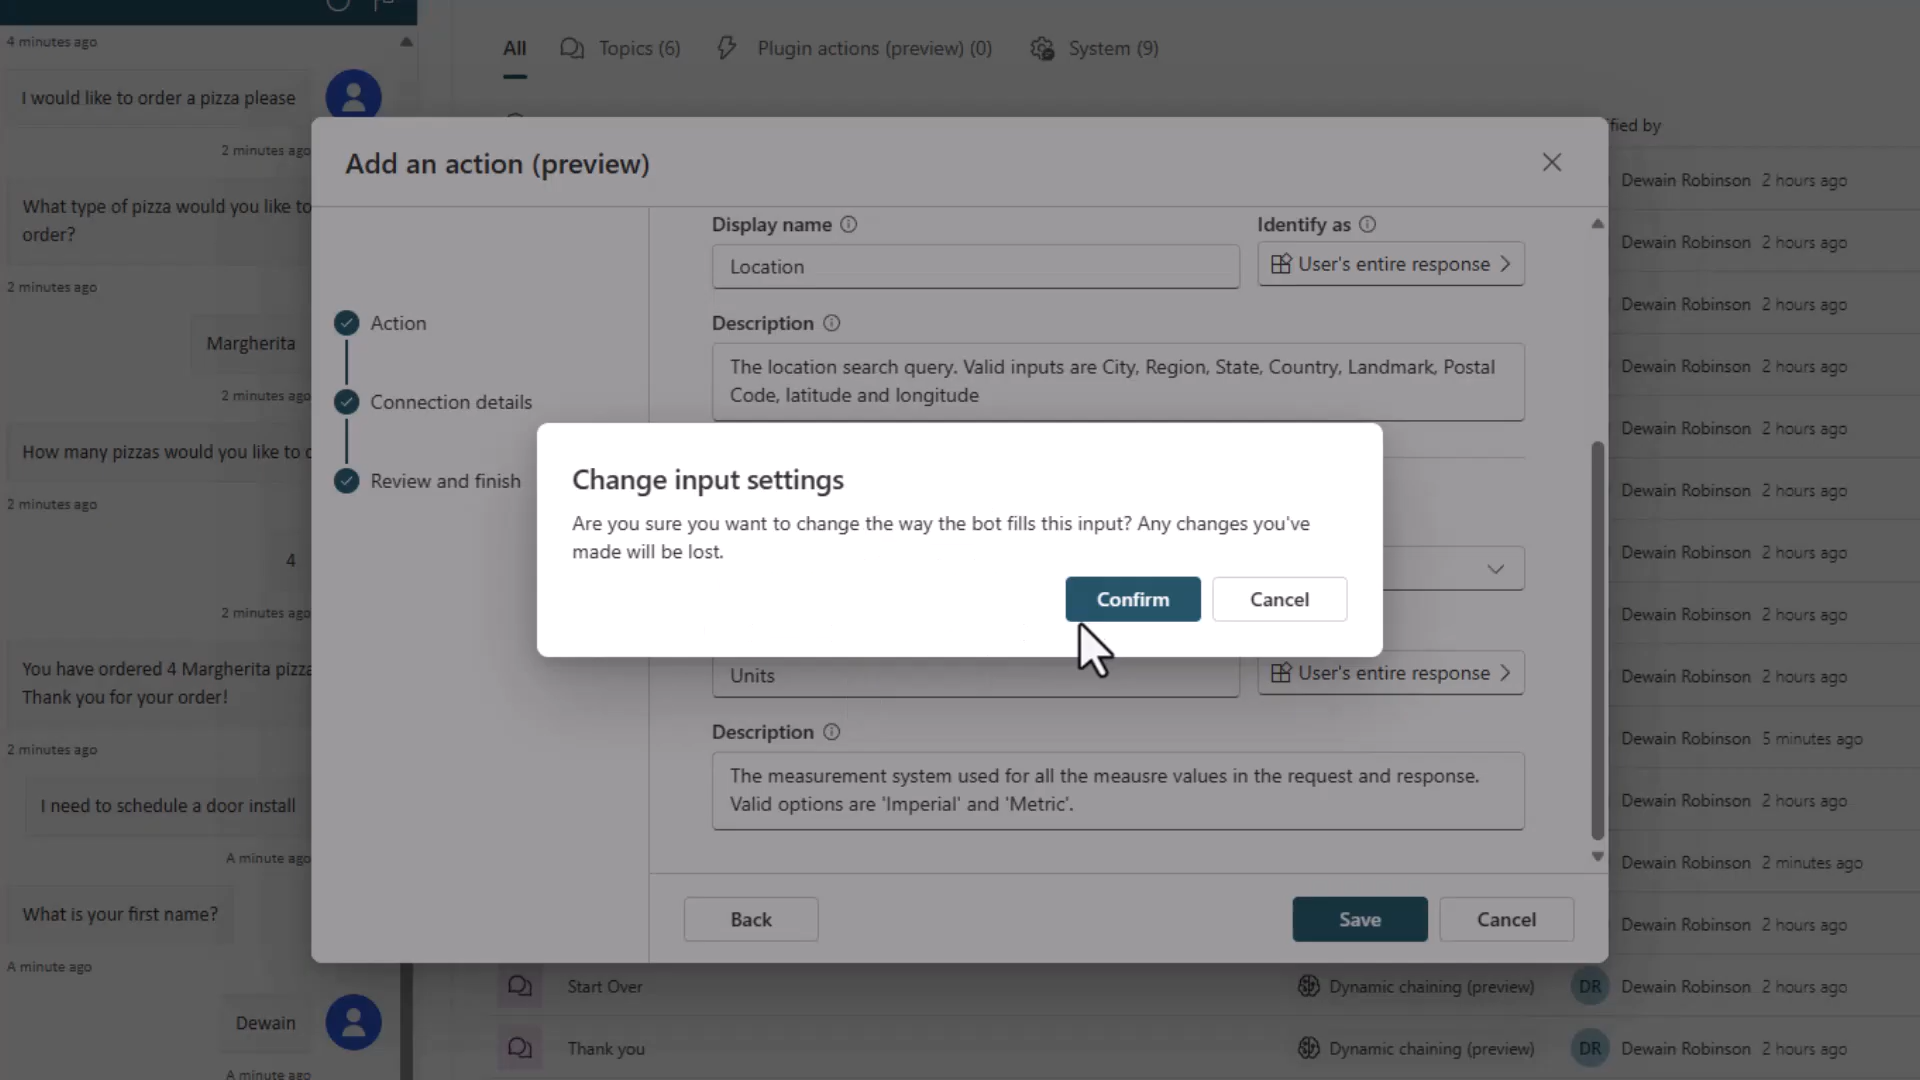 4 minutes ago
I would like to order a pizza please
2 minutes ago
What type of pizza would you like to
order?
2 minutes ago
Margherita
2 minutes ago
How many pizzas would you like to
2 minutes ago
4
2 minutes ago
You have ordered 4 Margherita pizza
Thank you for your order!
2 minutes ago
I need to schedule a door install
A minute ago
What is your first name?
A minute ago
Dewain
A minute ago
All
Topics (6)
Plugin actions (preview) (0)
System (9)
fied by
Dewain Robinson 2 hours ago
Dewain Robinson 2 hours ago
Dewain Robinson 2 hours ago
Dewain Robinson 2 hours ago
Dewain Robinson 2 hours ago
Dewain Robinson 2 hours ago
Dewain Robinson 2 hours ago
Dewain Robinson 2 hours ago
Dewain Robinson 2 hours ago
Dewain Robinson 5 minutes ago
Dewain Robinson 2 hours ago
Dewain Robinson 2 minutes ago
Dewain Robinson 2 hours ago
Start Over
Dynamic chaining (preview)
DR
Dewain Robinson 2 hours ago
Thank you
Dynamic chaining (preview)
DR
Dewain Robinson 2 hours ago
Add an action (preview)
Action
Connection details
Review and finish
Display name
Identify as
Location
User's entire response
Description
The location search query. Valid inputs are City, Region, State, Country, Landmark, Postal
Code, latitude and longitude
Change input settings
Are you sure you want to change the way the bot fills this input? Any changes you've
made will be lost.
Confirm
Cancel
Units
User's entire response
Description
The measurement system used for all the meausre values in the request and response.
Valid options are 'Imperial' and 'Metric'.
Back
Save
Cancel